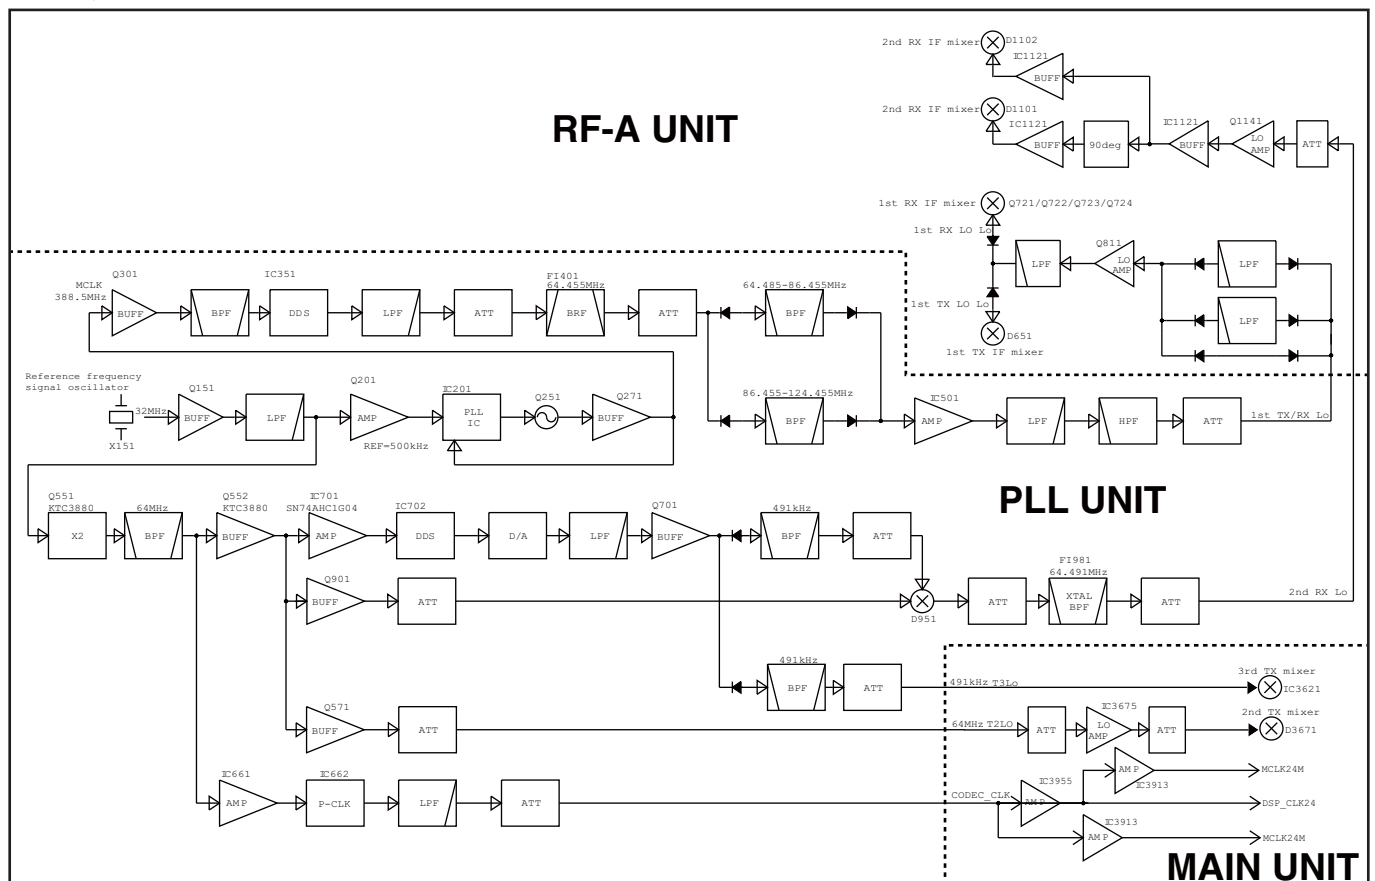 2nd RX IF mixer
D1102
IC1121
BUFF
RF-A UNIT
2nd RX IF mixer
D1101
IC1121
BUFF
90deg
IC1121
BUFF
Q1141
LO
AMP
ATT
1st RX IF mixer
Q721/Q722/Q723/Q724
1st RX LO Lo
LPF
Q811
LO
AMP
LPF
LPF
1st TX LO Lo
D651
1st TX IF mixer
MCLK
388.5MHz
Q301
BUFF
BPF
IC351
DDS
LPF
ATT
FI401
64.455MHz
BRF
ATT
64.485-86.455MHz
BPF
Reference frequency
signal oscillator
32MHz
X151
Q151
BUFF
LPF
Q201
AMP
REF=500kHz
IC201
PLL
IC
Q251
Q271
BUFF
86.455-124.455MHz
BPF
IC501
AMP
LPF
HPF
ATT
1st TX/RX Lo
Q551
KTC3880
X2
64MHz
BPF
Q552
KTC3880
BUFF
IC701
SN74AHC1G04
AMP
IC702
DDS
D/A
LPF
Q701
BUFF
491kHz
BPF
ATT
PLL UNIT
Q901
BUFF
ATT
D951
ATT
FI981
64.491MHz
XTAL
BPF
ATT
2nd RX Lo
491kHz
BPF
ATT
491kHz T3Lo
3rd TX mixer
IC3621
Q571
BUFF
ATT
64MHz T2LO
ATT
IC3675
LO
AMP
ATT
2nd TX mixer
D3671
IC661
AMP
IC662
P-CLK
LPF
ATT
CODEC_CLK
IC3955
AMP
AMP
IC3913
MCLK24M
DSP_CLK24
IC3913
AMP
MCLK24M
MAIN UNIT